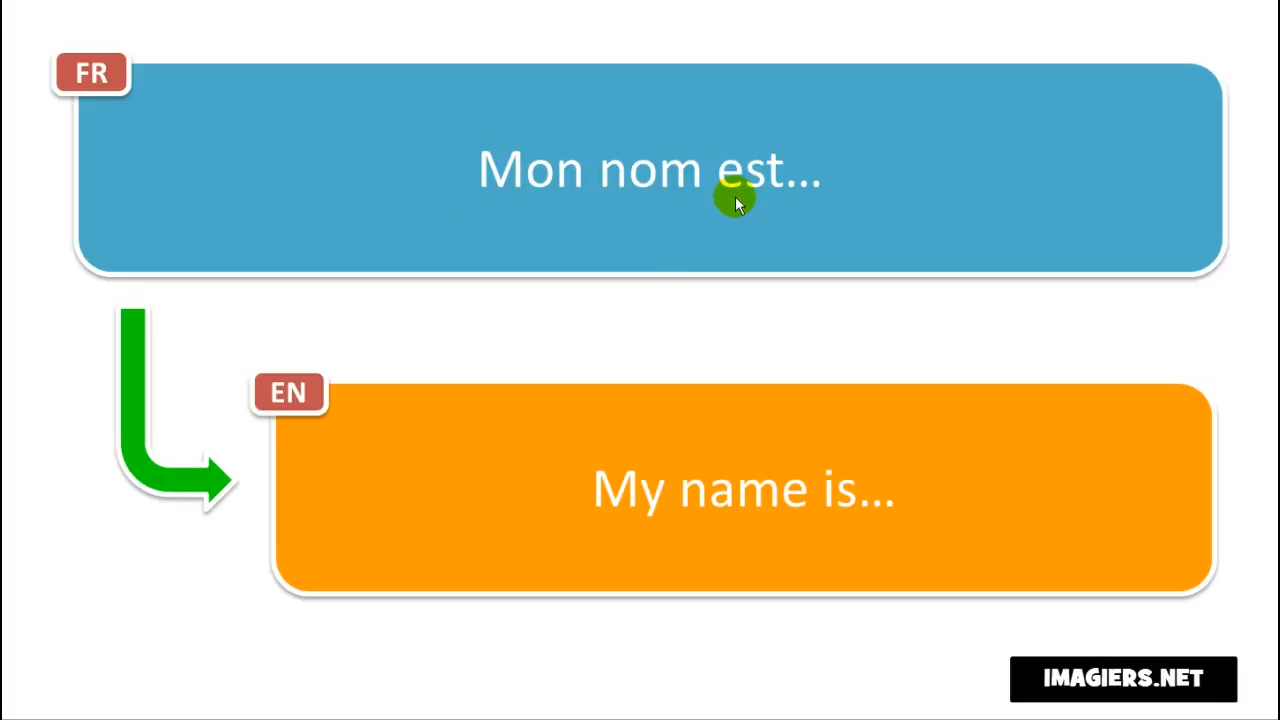 FR
Mon nom est...
EN
My name is...
IMAGIERS.NET